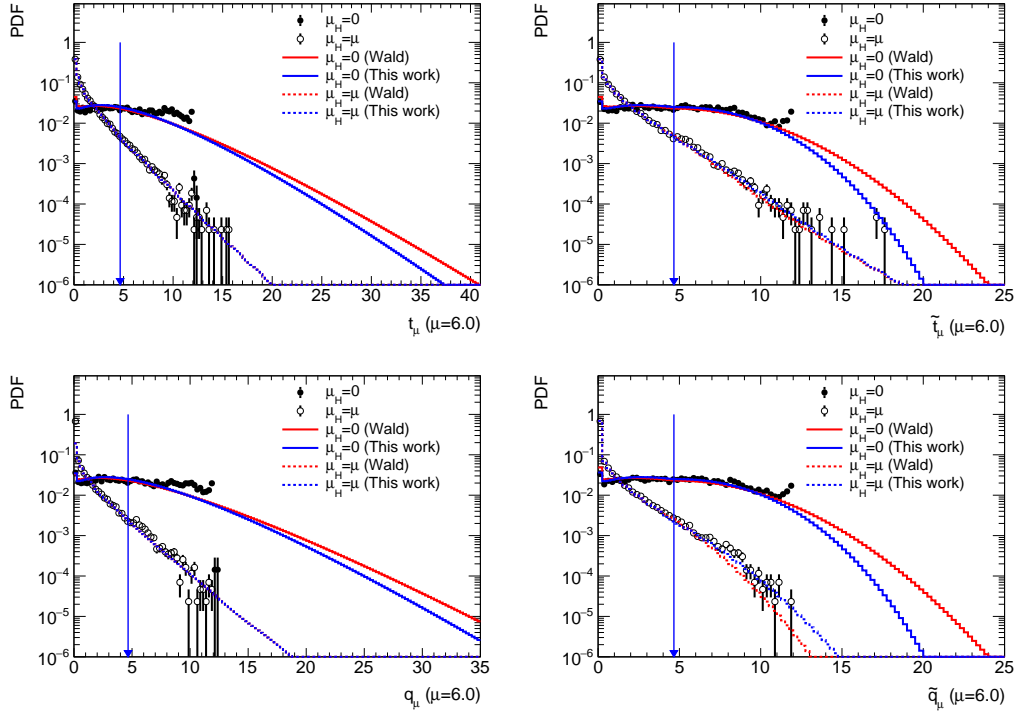 PDF
μ_H=0
μ_H=μ
μ_H=0 (Wald)
μ_H=0 (This work)
μ_H=μ (Wald)
μ_H=μ (This work)
1
10⁻¹
10⁻²
10⁻³
10⁻⁴
10⁻⁵
10⁻⁶
0 5 10 15 20 25 30 35 40
t_μ (μ=6.0)
PDF
μ_H=0
μ_H=μ
μ_H=0 (Wald)
μ_H=0 (This work)
μ_H=μ (Wald)
μ_H=μ (This work)
1
10⁻¹
10⁻²
10⁻³
10⁻⁴
10⁻⁵
10⁻⁶
0 5 10 15 20 25
t̃_μ (μ=6.0)
PDF
μ_H=0
μ_H=μ
μ_H=0 (Wald)
μ_H=0 (This work)
μ_H=μ (Wald)
μ_H=μ (This work)
1
10⁻¹
10⁻²
10⁻³
10⁻⁴
10⁻⁵
10⁻⁶
0 5 10 15 20 25 30 35
q_μ (μ=6.0)
PDF
μ_H=0
μ_H=μ
μ_H=0 (Wald)
μ_H=0 (This work)
μ_H=μ (Wald)
μ_H=μ (This work)
1
10⁻¹
10⁻²
10⁻³
10⁻⁴
10⁻⁵
10⁻⁶
0 5 10 15 20 25
q̃_μ (μ=6.0)